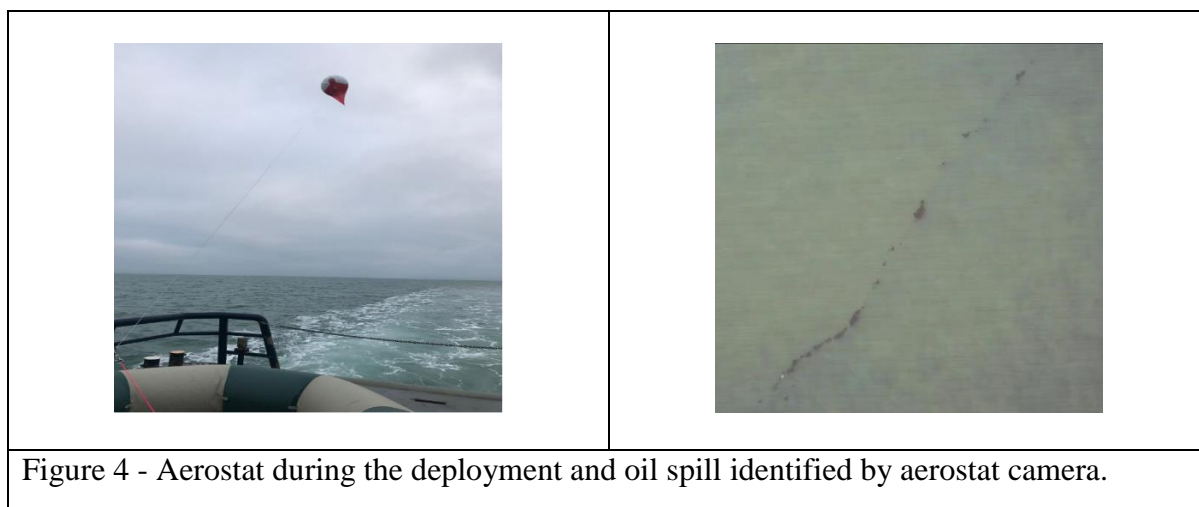 Figure 4 - Aerostat during the deployment and oil spill identified by aerostat camera.